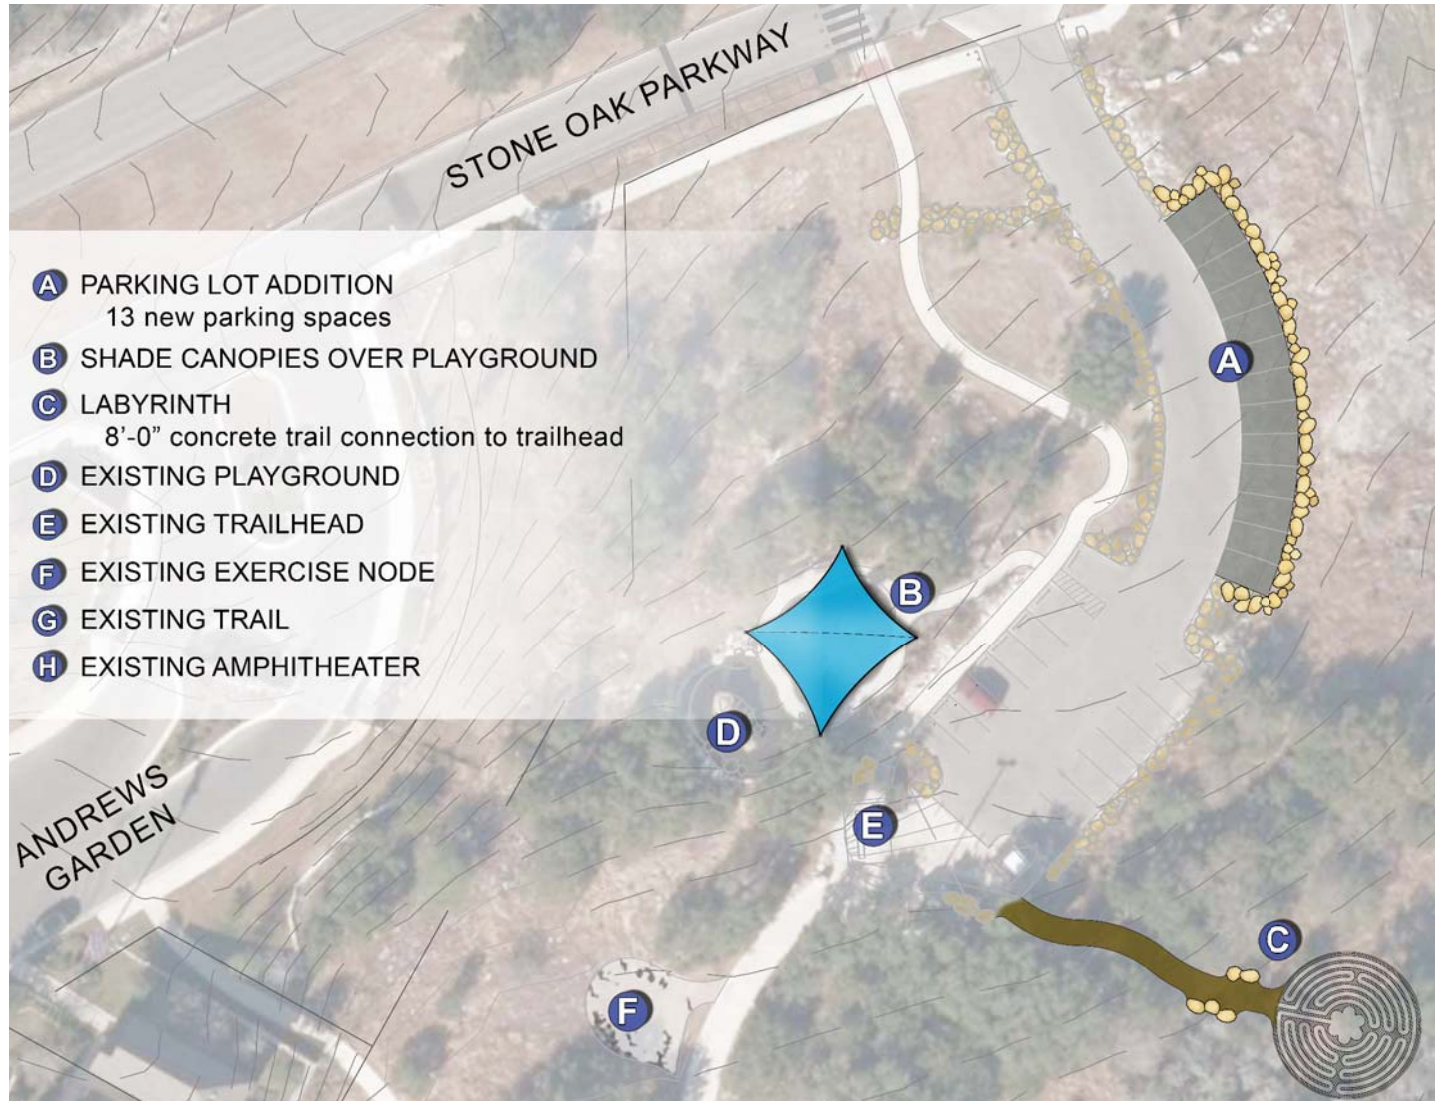 STONE OAK PARKWAY
A PARKING LOT ADDITION
13 new parking spaces
B SHADE CANOPIES OVER PLAYGROUND
C LABYRINTH
8'-0” concrete trail connection to trailhead
D EXISTING PLAYGROUND
E EXISTING TRAILHEAD
F EXISTING EXERCISE NODE
G EXISTING TRAIL
H EXISTING AMPHITHEATER
A
B
D
E
ANDREWS
GARDEN
C
F